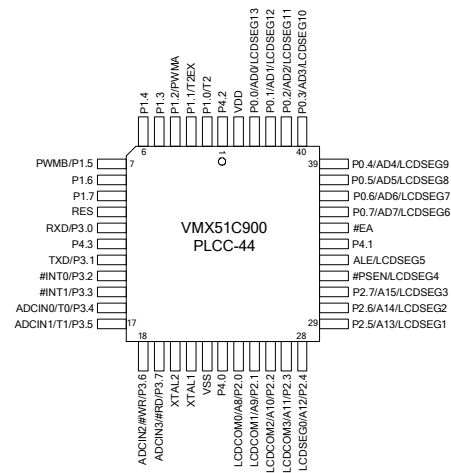 P1.4
P1.3
P1.2/PWMA
P1.1/T2EX
P1.0/T2
P4.2
VDD
P0.0/AD0/LCDSEG13
P0.1/AD1/LCDSEG12
P0.2/AD2/LCDSEG11
P0.3/AD3/LCDSEG10
6
1
40
7
39
PWMB/P1.5
P1.6
P1.7
RES
RXD/P3.0
P4.3
TXD/P3.1
#INT0/P3.2
#INT1/P3.3
ADCIN0/T0/P3.4
ADCIN1/T1/P3.5
VMX51C900
PLCC-44
P0.4/AD4/LCDSEG9
P0.5/AD5/LCDSEG8
P0.6/AD6/LCDSEG7
P0.7/AD7/LCDSEG6
#EA
P4.1
ALE/LCDSEG5
#PSEN/LCDSEG4
P2.7/A15/LCDSEG3
P2.6/A14/LCDSEG2
P2.5/A13/LCDSEG1
17
29
18
28
ADCIN2/#WR/P3.6
ADCIN3/#RD/P3.7
XTAL2
XTAL1
VSS
P4.0
LCDCOM0/A8/P2.0
LCDCOM1/A9/P2.1
LCDCOM2/A10/P2.2
LCDCOM3/A11/P2.3
LCDSEG0/A12/P2.4